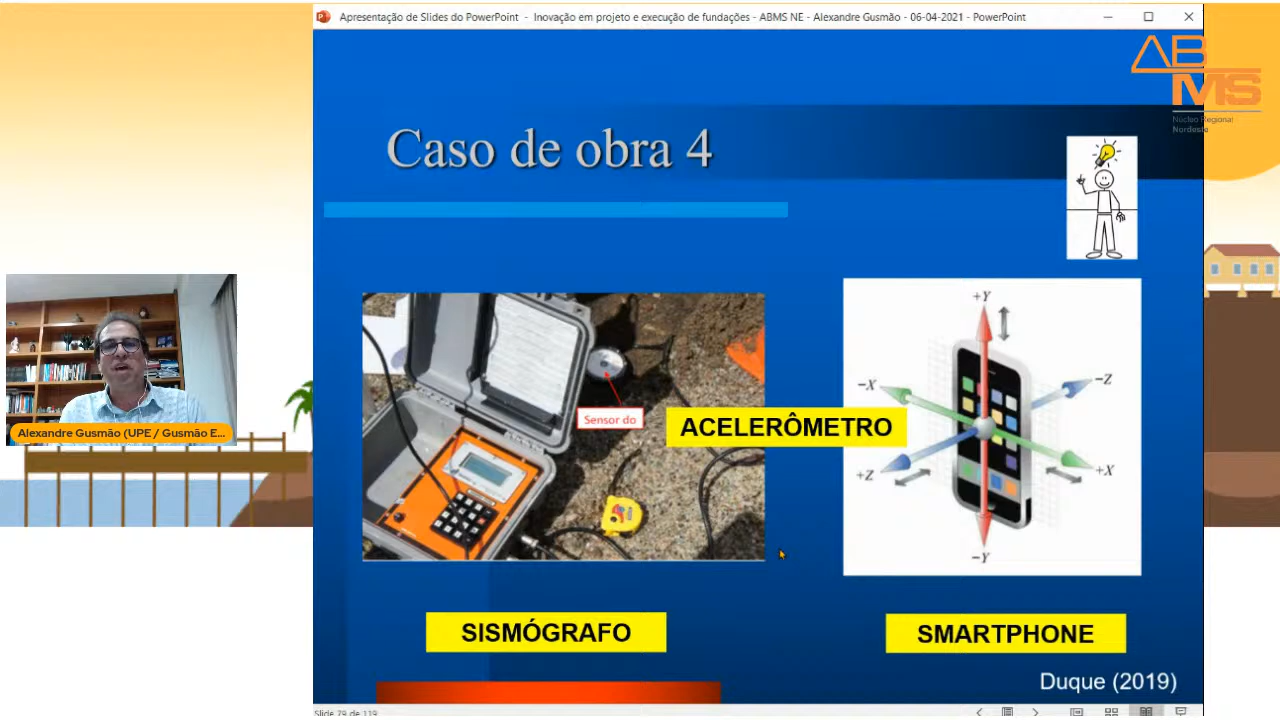 Apresentação de Slides do PowerPoint - Inovação em projeto e execução de fundações - ABMS NE - Alexandre Gusmão - 06-04-2021 - PowerPoint
AB
MS
Núcleo Regional
Nordeste
Caso de obra 4
+Y
-X
-Z
Sensor do
ACELERÔMETRO
+Z
+X
-Y
Alexandre Gusmão (UPE / Gusmão E...
SISMÓGRAFO
SMARTPHONE
Duque (2019)
Slide 79 de 119